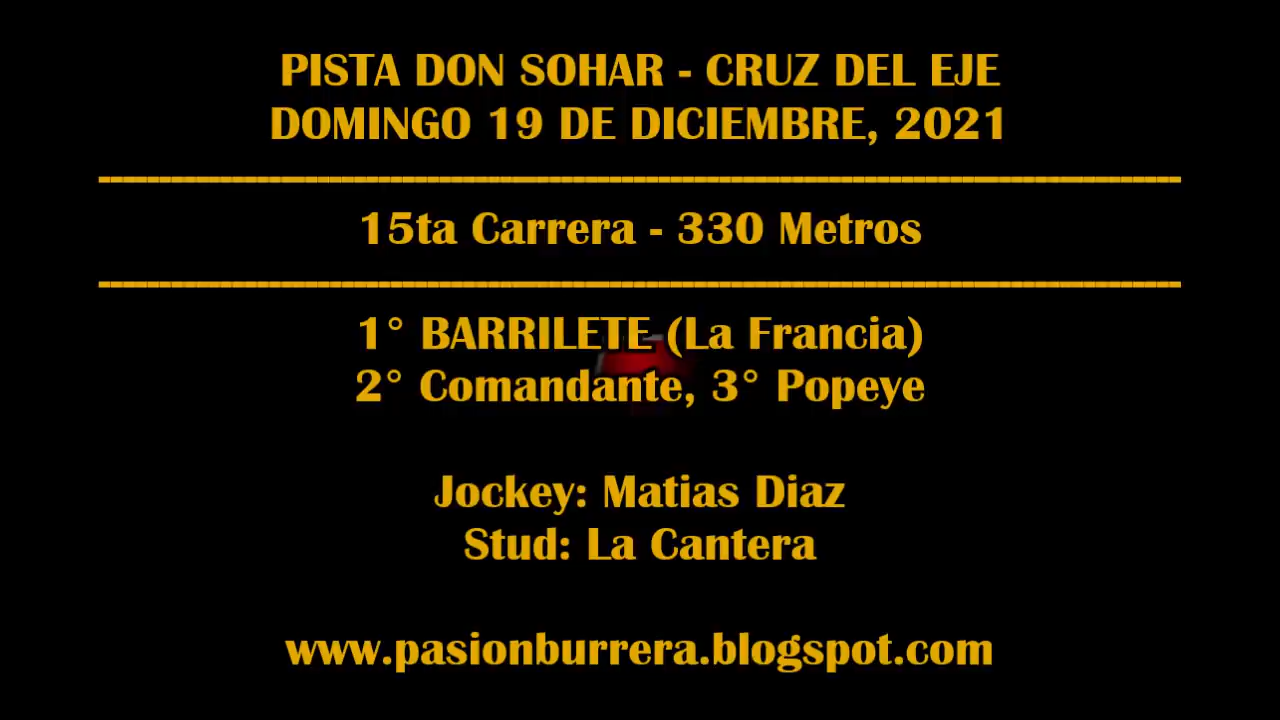 PISTA DON SOHAR - CRUZ DEL EJE
DOMINGO 19 DE DICIEMBRE, 2021
15ta Carrera - 330 Metros
1° BARRILETE (La Francia)
2° Comandante, 3° Popeye
Jockey: Matias Diaz
Stud: La Cantera
www.pasionburrera.blogspot.com